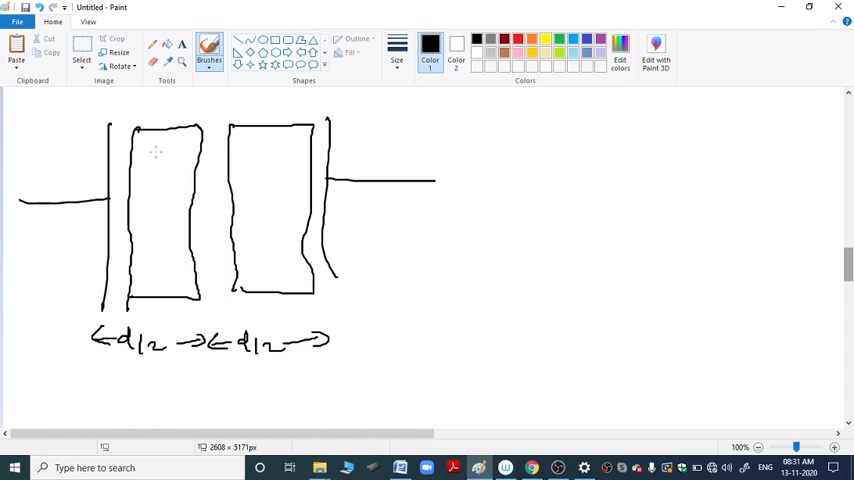 Untitled - Paint
File Home View
Paste Cut Copy Clipboard
Select Crop Resize Rotate Image
Tools
Brushes
Shapes Outline Fill
Size
Color 1 Color 2 Edit colors Colors
Edit with Paint 3D
d/2 d/2
2608 × 5171px 100%
Type here to search
ENG 08:31 AM 13-11-2020